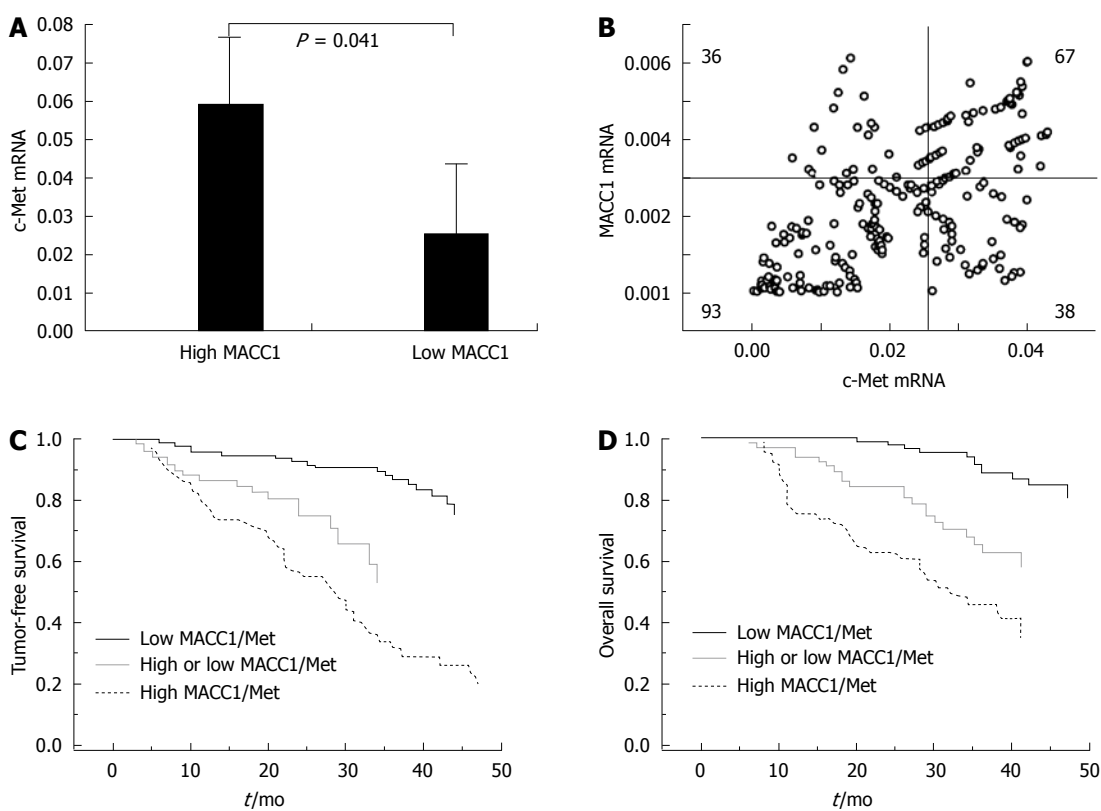 A
0.08
0.07
0.06
0.05
0.04
0.03
0.02
0.01
0.00
c-Met mRNA
P = 0.041
High MACC1
Low MACC1
B
0.006
0.004
0.002
0.001
MACC1 mRNA
36
67
93
38
0.00
0.02
0.04
c-Met mRNA
C
1.0
0.8
0.6
0.4
0.2
0.0
Tumor-free survival
Low MACC1/Met
High or low MACC1/Met
High MACC1/Met
0
10
20
30
40
50
t/mo
D
1.0
0.8
0.6
0.4
0.2
0.0
Overall survival
Low MACC1/Met
High or low MACC1/Met
High MACC1/Met
0
10
20
30
40
50
t/mo